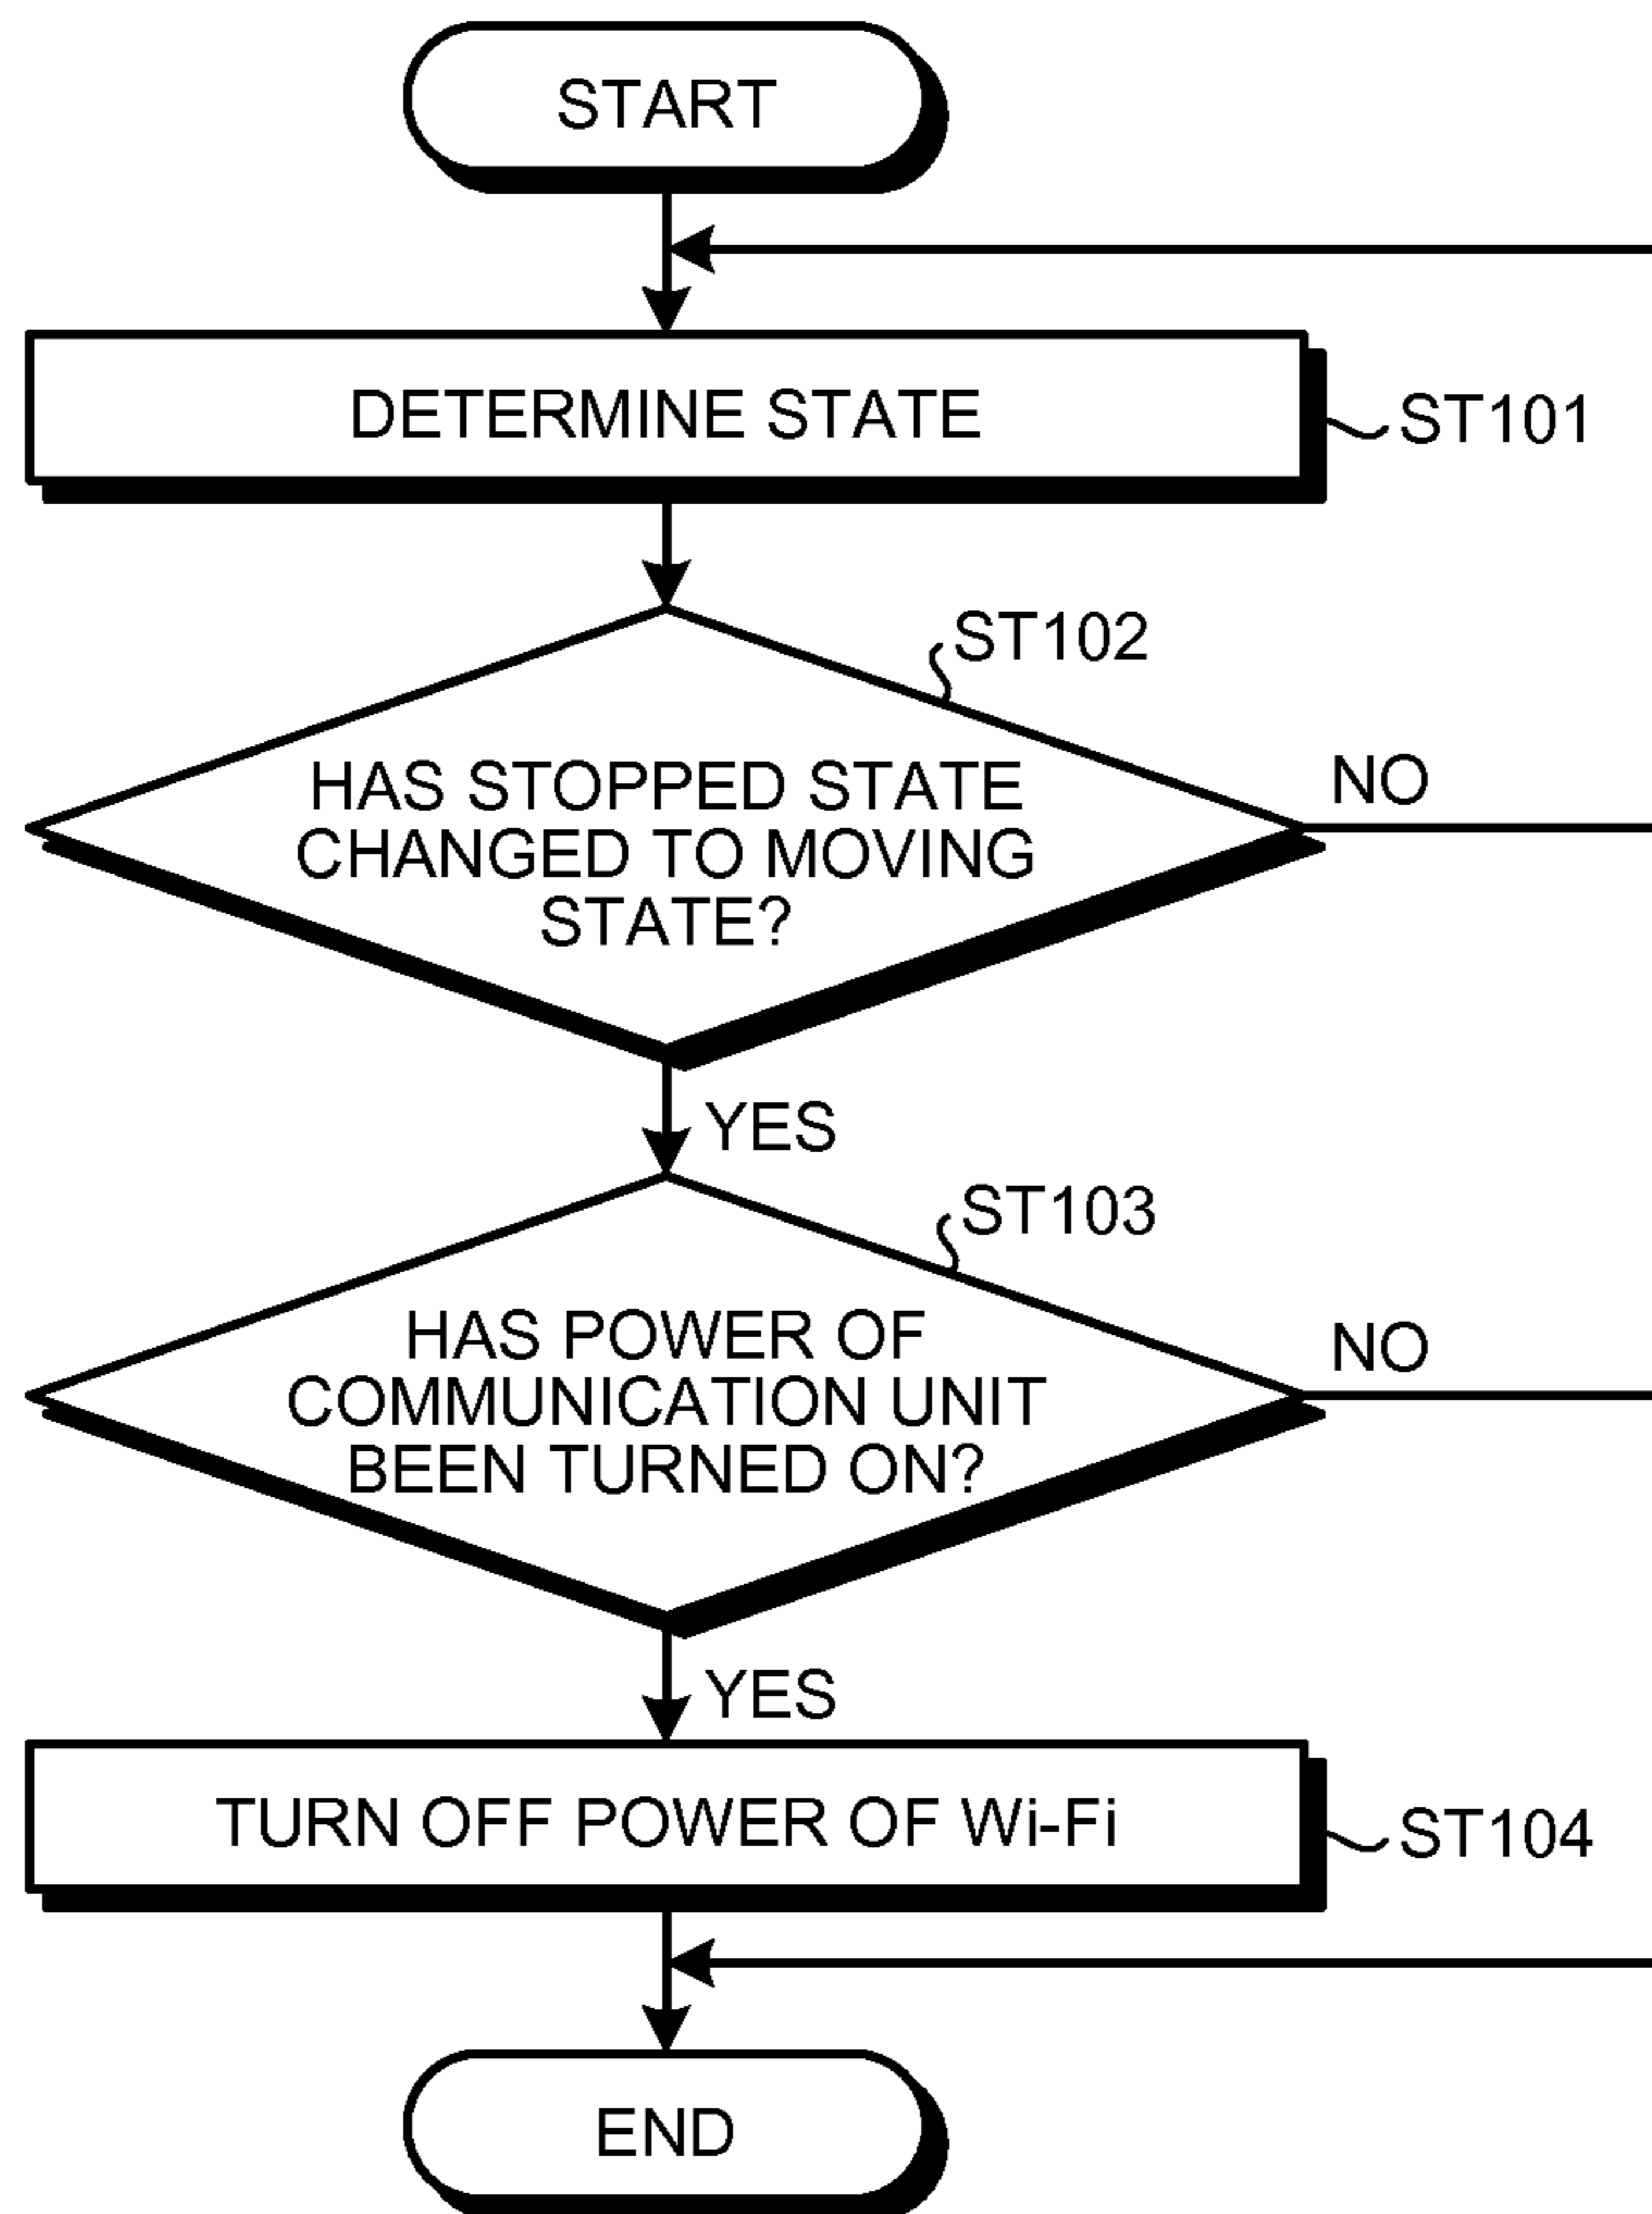 START
DETERMINE STATE
ST101
ST102
HAS STOPPED STATE
CHANGED TO MOVING
STATE?
NO
YES
ST103
HAS POWER OF
COMMUNICATION UNIT
BEEN TURNED ON?
NO
YES
TURN OFF POWER OF Wi-Fi
ST104
END